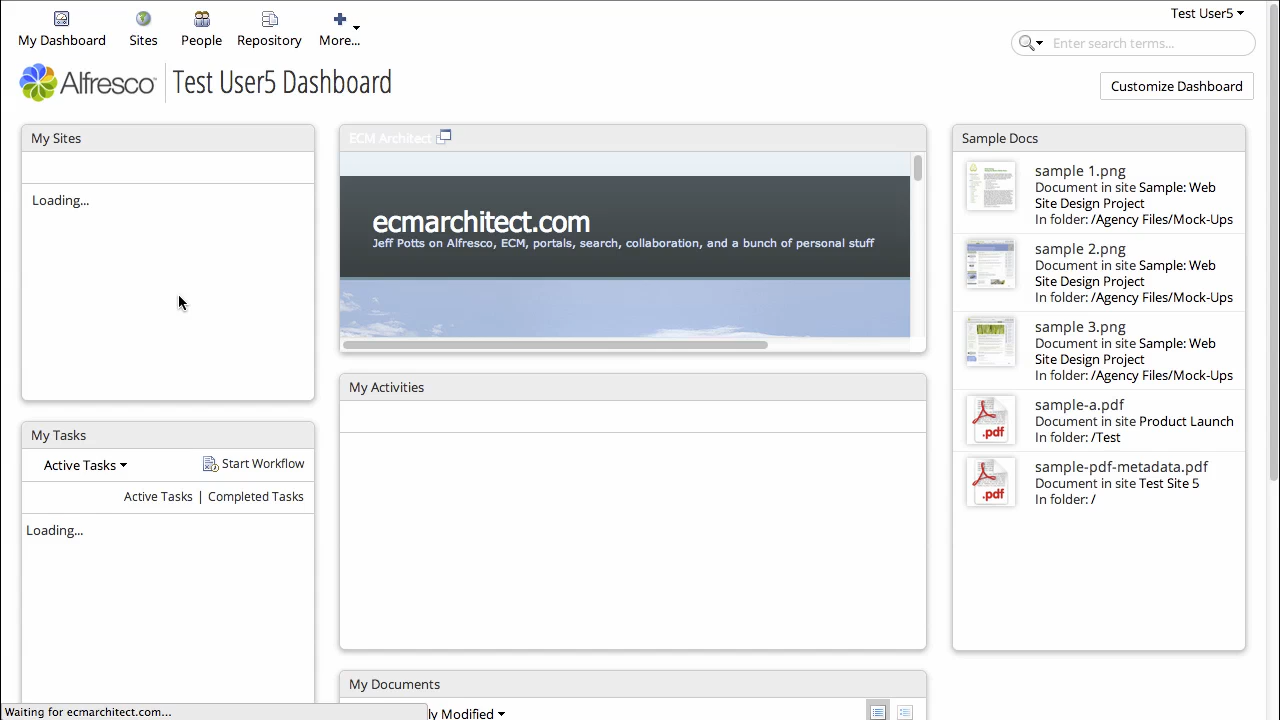 Test User5
My Dashboard
Sites
People
Repository
More...
Enter search terms...
Alfresco
Test User5 Dashboard
Customize Dashboard
My Sites
Loading...
My Tasks
Active Tasks
Start Workflow
Active Tasks | Completed Tasks
Loading...
ECM Architect
ecmarchitect.com
Jeff Potts on Alfresco, ECM, portals, search, collaboration, and a bunch of personal stuff
My Activities
My Documents
ly Modified
Sample Docs
sample 1.png
Document in site Sample: Web
Site Design Project
In folder: /Agency Files/Mock-Ups
sample 2.png
Document in site Sample: Web
Site Design Project
In folder: /Agency Files/Mock-Ups
sample 3.png
Document in site Sample: Web
Site Design Project
In folder: /Agency Files/Mock-Ups
.pdf
sample-a.pdf
Document in site Product Launch
In folder: /Test
.pdf
sample-pdf-metadata.pdf
Document in site Test Site 5
In folder: /
Waiting for ecmarchitect.com...